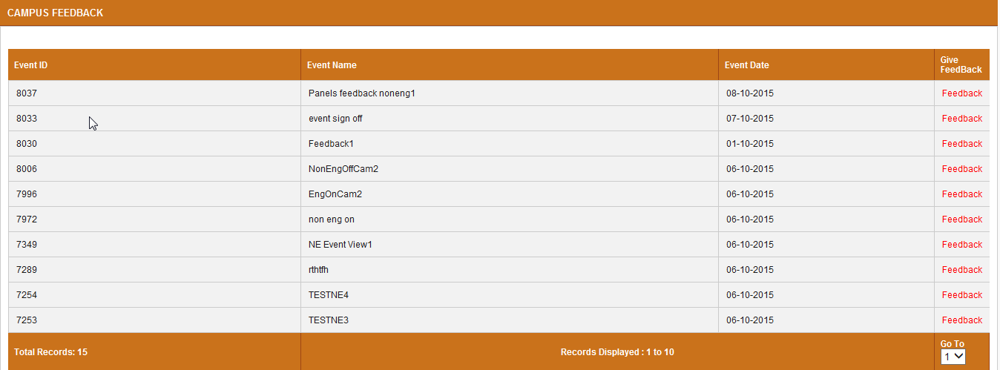 CAMPUS FEEDBACK
Event ID Event Name Event Date Give FeedBack
8037 Panels feedback noneng1 08-10-2015 Feedback
8033 event sign off 07-10-2015 Feedback
8030 Feedback1 01-10-2015 Feedback
8006 NonEngOffCam2 06-10-2015 Feedback
7996 EngOnCam2 06-10-2015 Feedback
7972 non eng on 06-10-2015 Feedback
7349 NE Event View1 06-10-2015 Feedback
7289 rthtfh 06-10-2015 Feedback
7254 TESTNE4 06-10-2015 Feedback
7253 TESTNE3 06-10-2015 Feedback
Total Records: 15 Records Displayed : 1 to 10 Go To
1